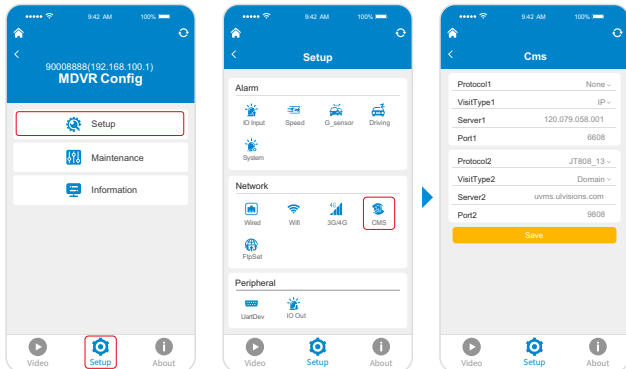 9:42 AM 100%
90008888(192.168.100.1)
MDVR Config
Setup
Maintenance
Information
Video Setup About
9:42 AM 100%
Setup
Alarm
IO Input Speed G_sensor Driving
System
Network
4G
Wired Wifi 3G/4G CMS
FtpSet
Peripheral
UartDev IO Out
Video Setup About
9:42 AM 100%
Cms
Protocol1 None
VisitType1 IP
Server1 120.079.058.001
Port1 6608
Protocol2 JT808_13
VisitType2 Domain
Server2 uvms.ulvisions.com
Port2 9808
Save
Video Setup About